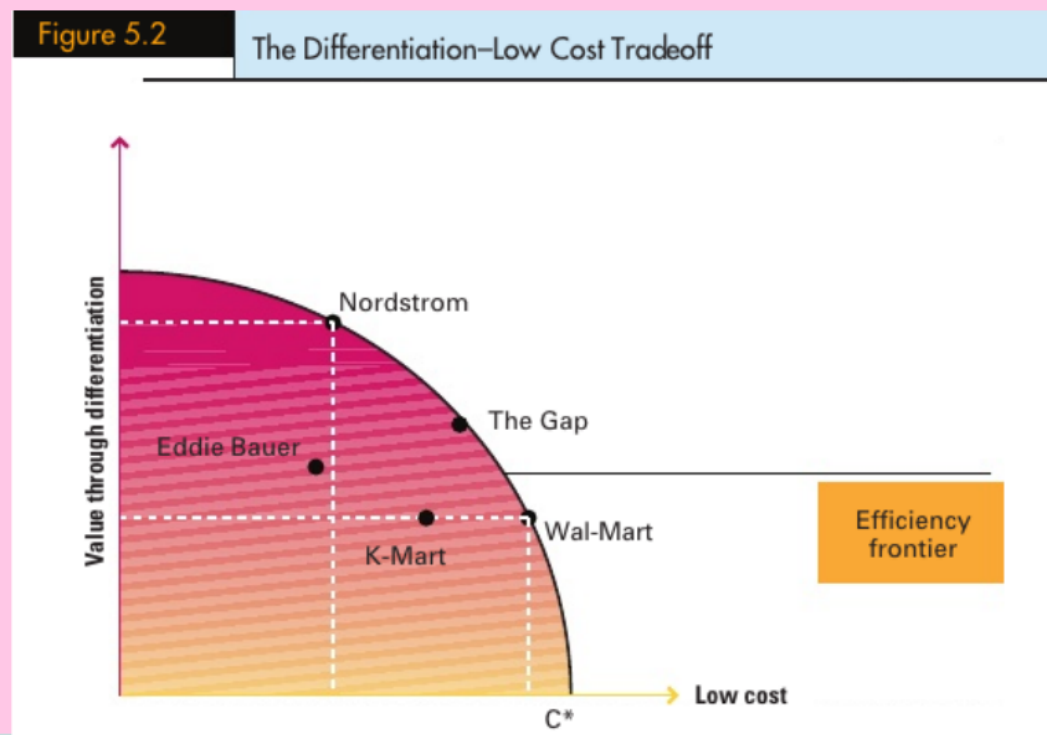 Figure 5.2
The Differentiation–Low Cost Tradeoff
Value through differentiation
Nordstrom
The Gap
Eddie Bauer
Wal-Mart
K-Mart
Efficiency
frontier
Low cost
C*